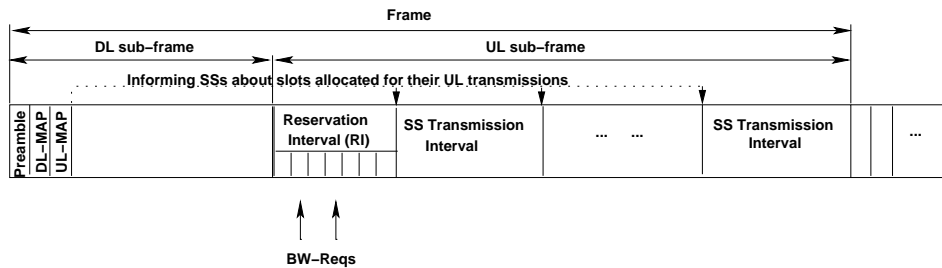 Frame
DL sub−frame
UL sub−frame
Informing SSs about slots allocated for their UL transmissions
Preamble
DL−MAP
UL−MAP
Reservation
Interval (RI)
SS Transmission
Interval
... ...
SS Transmission
Interval
...
BW−Reqs